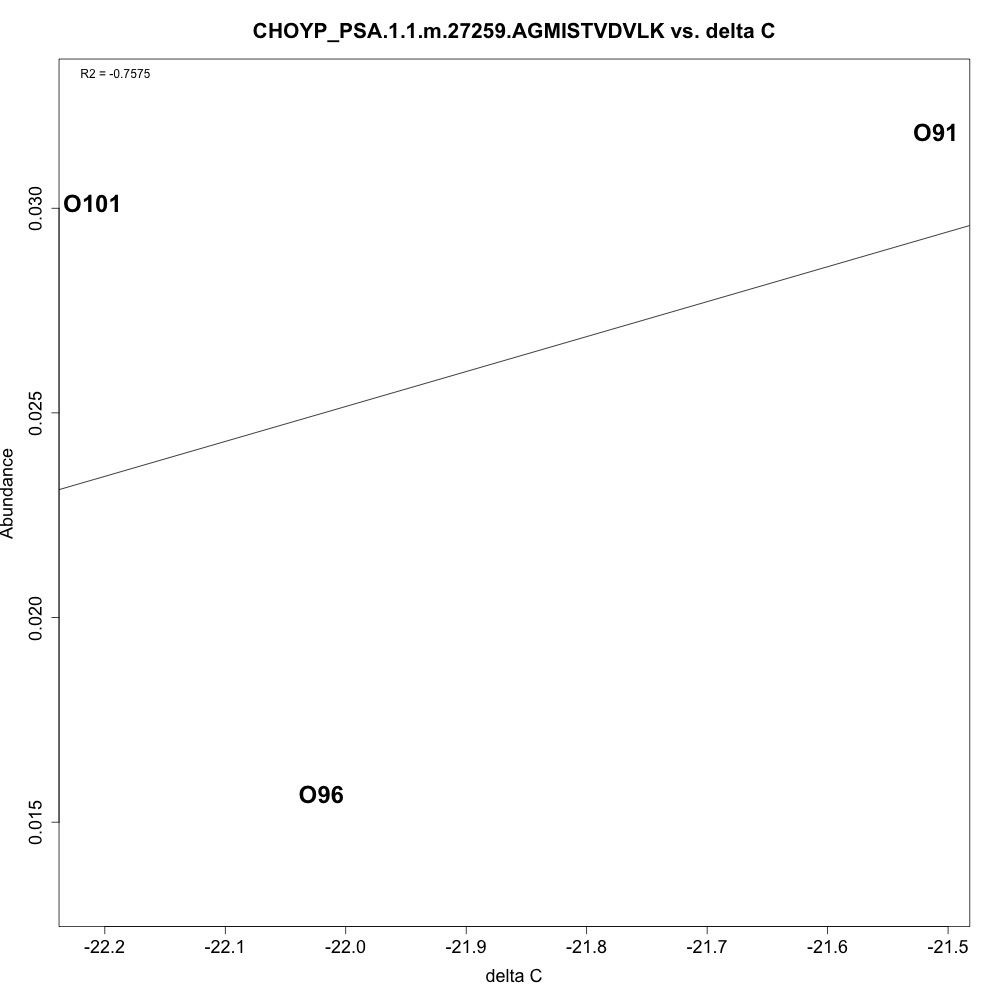 CHOYP_PSA.1.1.m.27259.AGMISTVDVLK vs. delta C
R2 = -0.7575
O91
O101
O96
0.030
0.025
0.020
0.015
Abundance
-22.2 -22.1 -22.0 -21.9 -21.8 -21.7 -21.6 -21.5
delta C